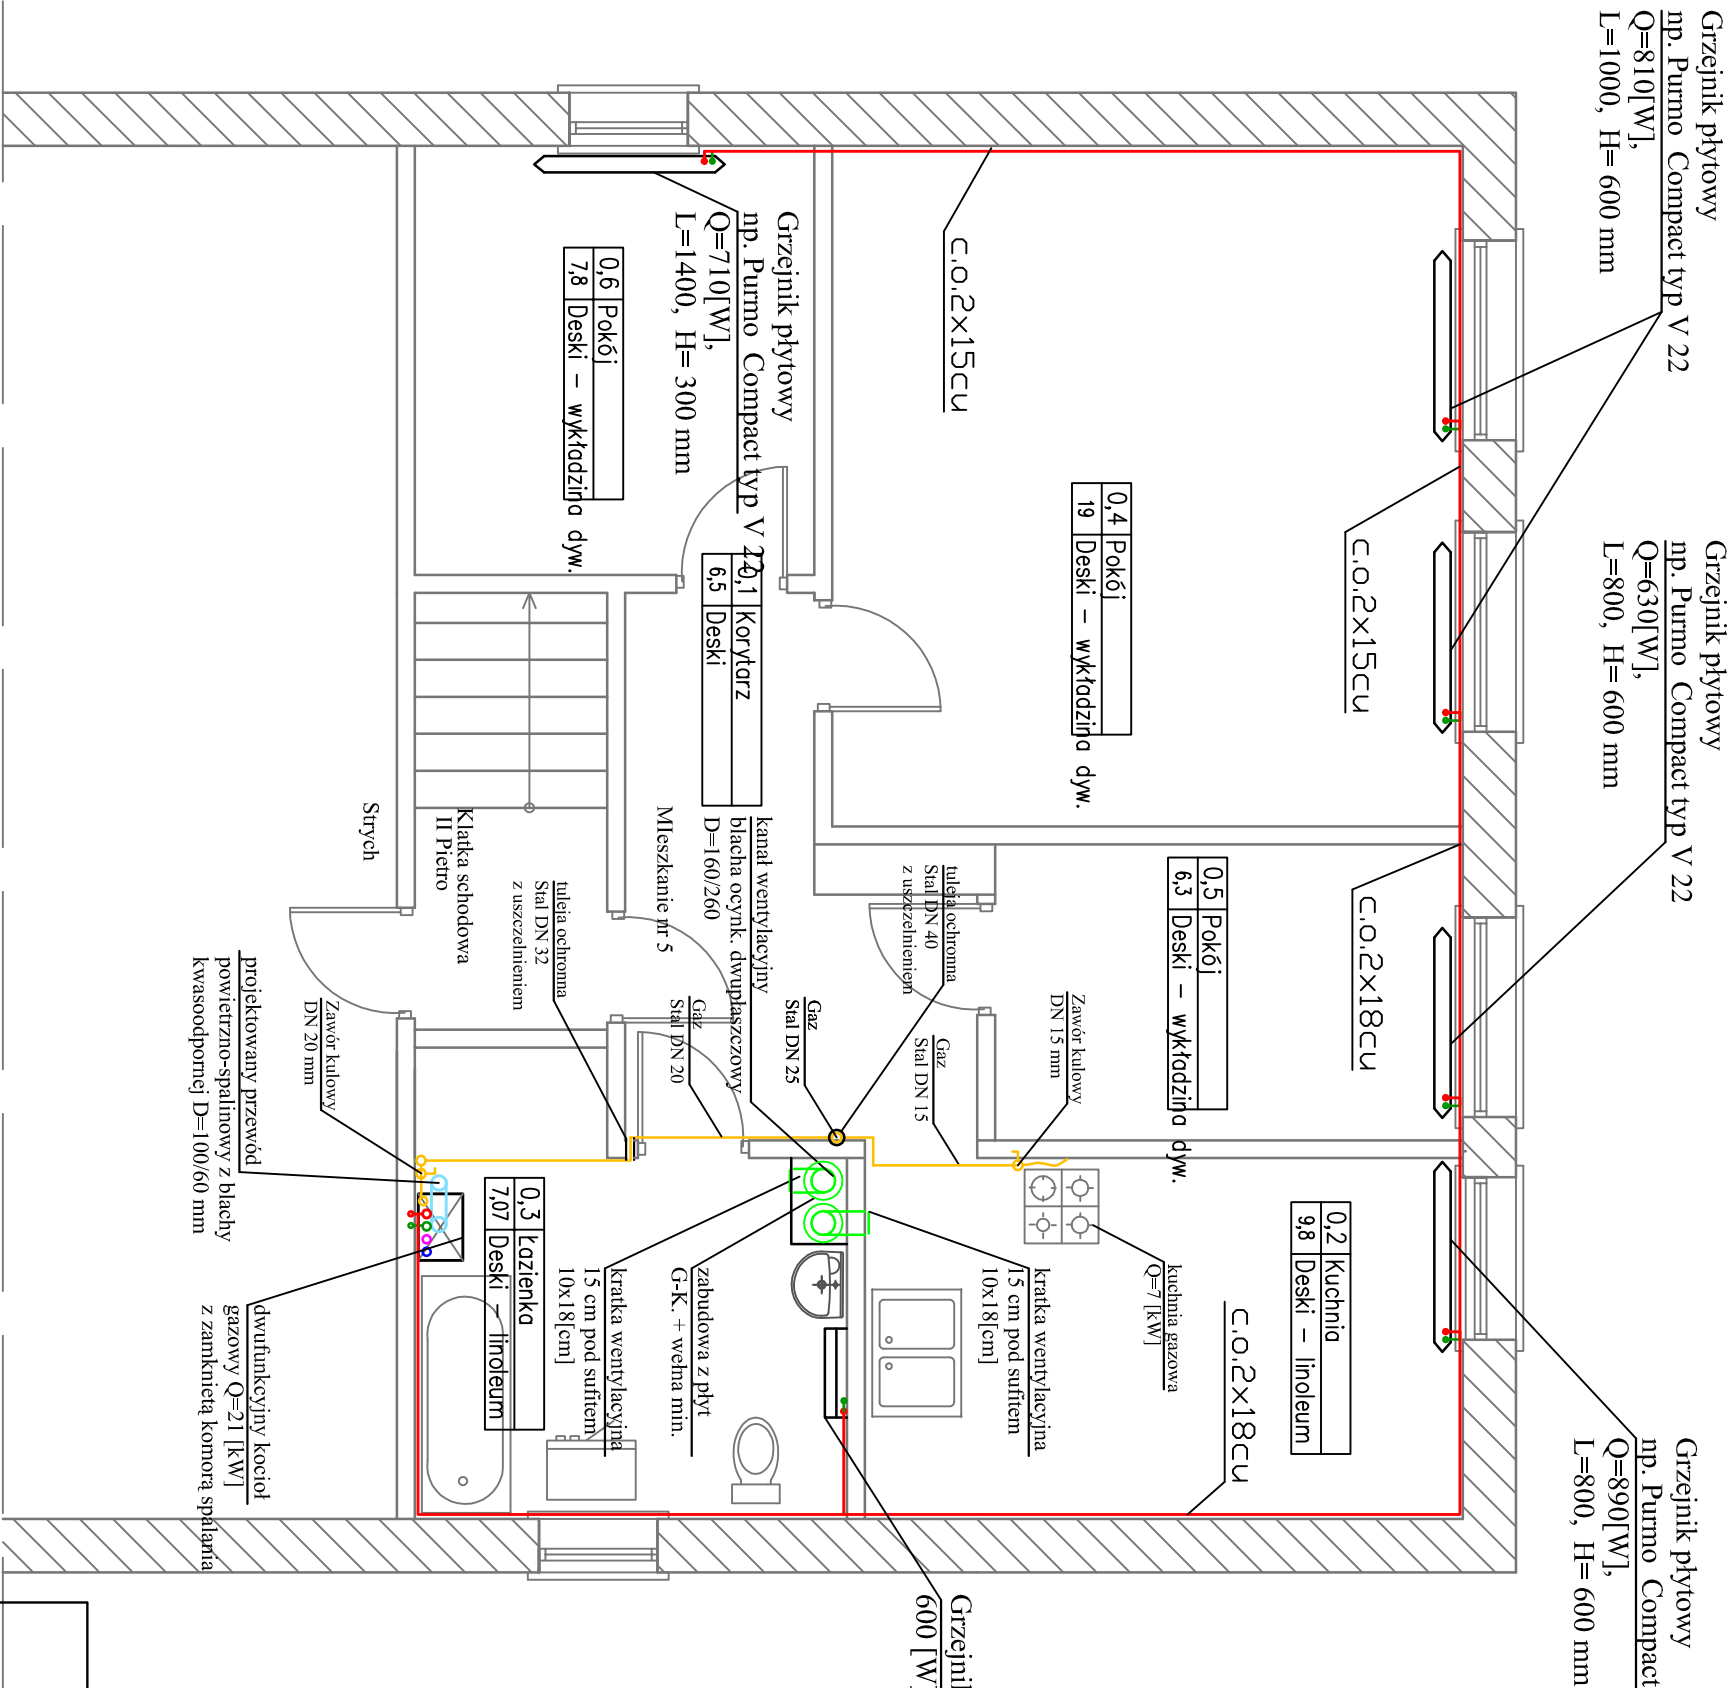 Grzejnik płytowy
np. Purmo Compact typ V 22
Q=810[W],
L=1000, H= 600 mm
Grzejnik płytowy
np. Purmo Compact typ V 22
Q=630[W],
L=800, H= 600 mm
Grzejnik płytowy
np. Purmo Compact
Q=890[W],
L=800, H= 600 mm
c.o.2x15cu
c.o.2x18cu
c.o.2x15cu
c.o.2x18cu
0,2 Kuchnia
9,8 Deski – linoleum
0,5 Pokój
6,3 Deski – wykładzina dyw.
0,4 Pokój
19 Deski – wykładzina dyw.
kuchnia gazowa
Q=7 [kW]
Zawór kulowy
DN 15 mm
kratka wentylacyjna
15 cm pod sufitem
10x18[cm]
Gaz
Stal DN 15
tuleja ochronna
Stal DN 40
z uszczelnieniem
Grzejnik
600 [W
Gaz
Stal DN 25
Grzejnik płytowy
np. Purmo Compact typ V 22
Q=710[W],
L=1400, H= 300 mm
kanał wentylacyjny
blacha ocynk. dwupłaszczowy
D=160/260
0,1 Korytarz
6,5 Deski
zabudowa z płyt
G-K. + wełna min.
Gaz
Stal DN 20
MIeszkanie nr 5
0,6 Pokój
7,8 Deski – wykładzina dyw.
kratka wentylacyjna
15 cm pod sufitem
10x18[cm]
tuleja ochronna
Stal DN 32
z uszczelnieniem
0,3 Łazienka
7,07 Deski – linoleum
Klatka schodowa
II Pietro
Strych
Zawór kulowy
DN 20 mm
projektowany przewód
powietrzno-spalinowy z blachy
kwasoodpornej D=100/60 mm
dwufunkcyjny kocioł
gazowy Q=21 [kW]
z zamkniętą komorą spalania